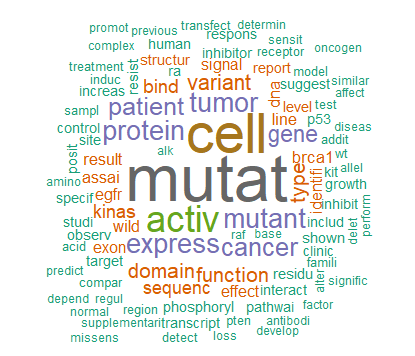 promot previous transfect determin
complex human respons sensit oncogen
treatment structur inhibitor receptor
induc resist ra signal report model similar
increas bind variant dna suggest affect
sampl patient tumor level test
control protein cell gene line p53 diseas
site posit addit
result alk brca1 wt allel
amino assai mutat type identifi kit growth
specif egfr inhibit
kinas activ mutant includ delet perform
studi wild raf base
observ express cancer shown
acid exon clinic
target domain function residu famili
predict alter signific
compar sequenc effect interact
depend regul phosphoryl pathwai factor
normal region pten antibodi
supplementari transcript develop
missens detect loss